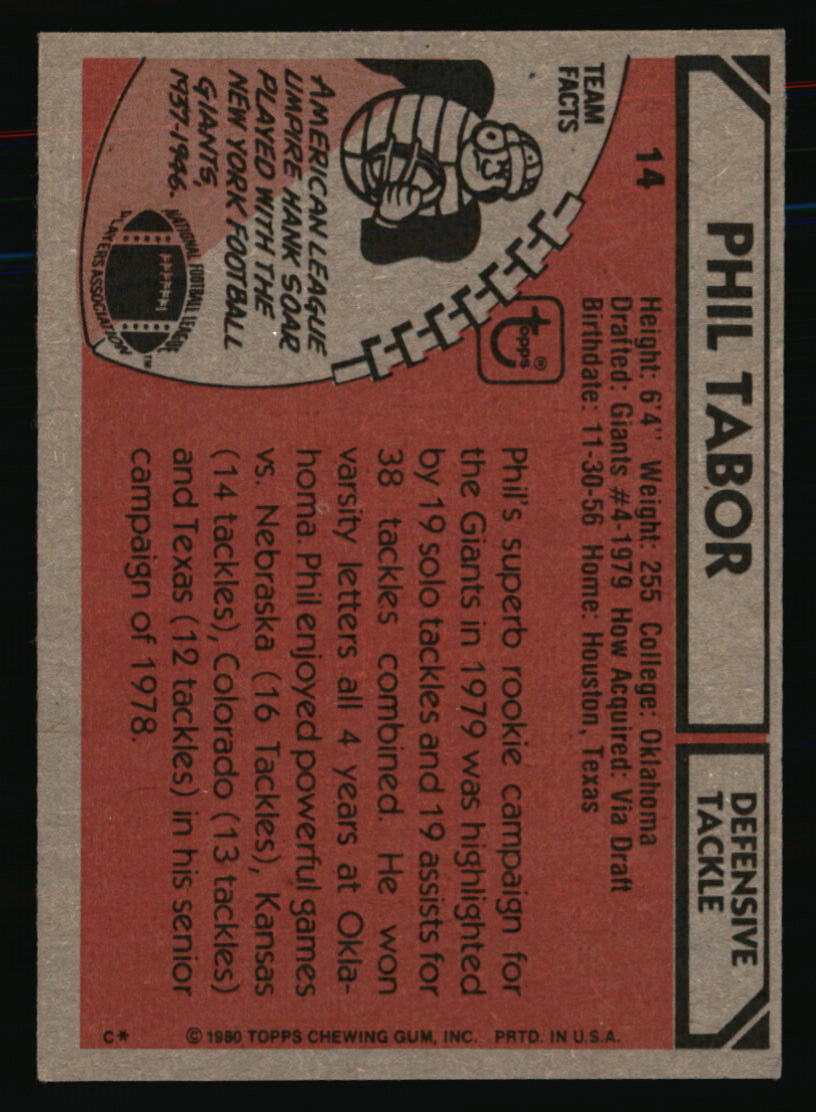 PHIL TABOR
DEFENSIVE
TACKLE
14
Height: 6'4" Weight: 255 College: Oklahoma
Drafted: Giants #4-1979 How Acquired: Via Draft
Birthdate: 11-30-56 Home: Houston, Texas
TEAM
FACTS
topps®
AMERICAN LEAGUE
UMPIRE HANK SOAR
PLAYED WITH THE
NEW YORK FOOTBALL
GIANTS,
1937-1946.
NATIONAL FOOTBALL LEAGUE
PLAYERS ASSOCIATION
TM
Phil's superb rookie campaign for
the Giants in 1979 was highlighted
by 19 solo tackles and 19 assists for
38 tackles combined. He won
varsity letters all 4 years at Okla-
homa. Phil enjoyed powerful games
vs. Nebraska (16 Tackles), Kansas
(14 tackles), Colorado (13 tackles)
and Texas (12 tackles) in his senior
campaign of 1978.
C* © 1980 TOPPS CHEWING GUM, INC. PRTD. IN U.S.A.